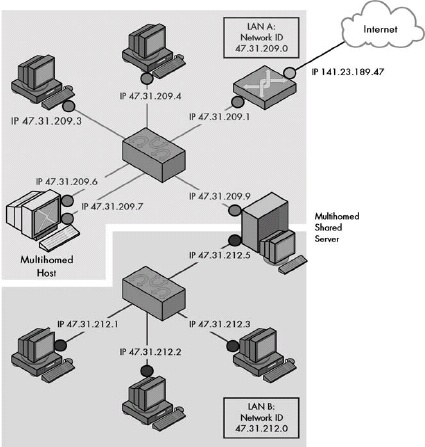 LAN A:
Network ID
47.31.209.0
Internet
IP 141.23.189.47
IP 47.31.209.4
IP 47.31.209.3
IP 47.31.209.1
IP 47.31.209.6
IP 47.31.209.7
IP 47.31.209.9
Multihomed
Shared
Server
Multihomed
Host
IP 47.31.212.5
IP 47.31.212.1
IP 47.31.212.3
IP 47.31.212.2
LAN B:
Network ID
47.31.212.0